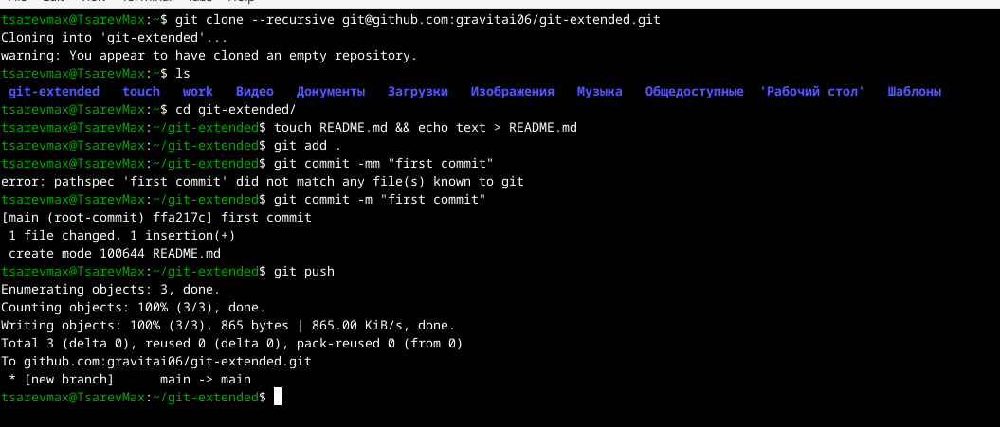 tsarevmax@TsarevMax:~$ git clone --recursive git@github.com:gravitai06/git-extended.git
Cloning into 'git-extended'...
warning: You appear to have cloned an empty repository.
tsarevmax@TsarevMax:~$ ls
git-extended touch work Видео Документы Загрузки Изображения Музыка Общедоступные 'Рабочий стол' Шаблоны
tsarevmax@TsarevMax:~$ cd git-extended/
tsarevmax@TsarevMax:~/git-extended$ touch README.md && echo text > README.md
tsarevmax@TsarevMax:~/git-extended$ git add .
tsarevmax@TsarevMax:~/git-extended$ git commit -mm "first commit"
error: pathspec 'first commit' did not match any file(s) known to git
tsarevmax@TsarevMax:~/git-extended$ git commit -m "first commit"
[main (root-commit) ffa217c] first commit
1 file changed, 1 insertion(+)
create mode 100644 README.md
tsarevmax@TsarevMax:~/git-extended$ git push
Enumerating objects: 3, done.
Counting objects: 100% (3/3), done.
Writing objects: 100% (3/3), 865 bytes | 865.00 KiB/s, done.
Total 3 (delta 0), reused 0 (delta 0), pack-reused 0 (from 0)
To github.com:gravitai06/git-extended.git
* [new branch] main -> main
tsarevmax@TsarevMax:~/git-extended$